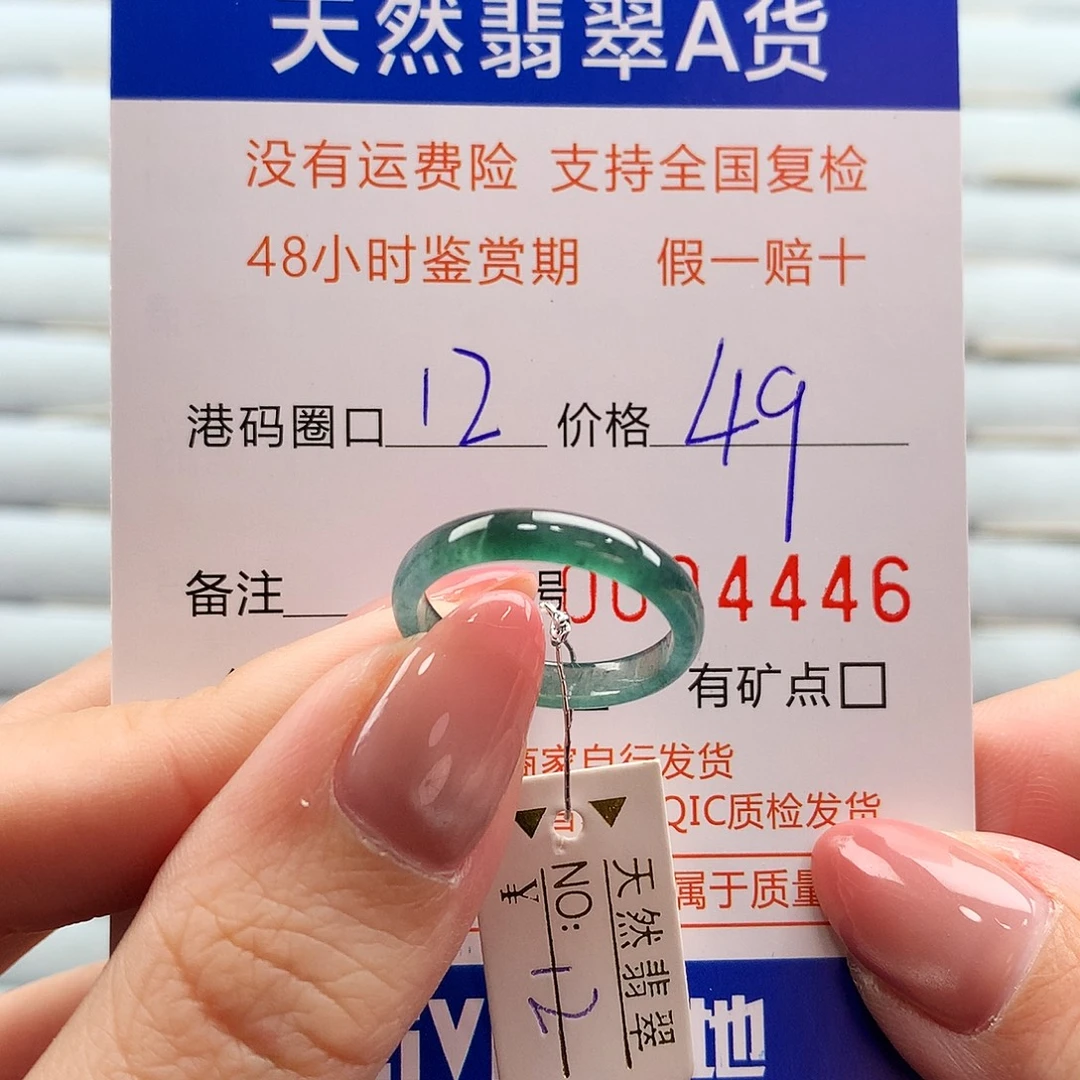 天然翡翠A货
没有运费险 支持全国复检
48小时鉴赏期 假一赔十
港码圈口 12 价格 49
备注 号 4446
有矿点□
商家自行发货
QIC质检发货
属于质量
天然翡翠
NO: 12
¥
地